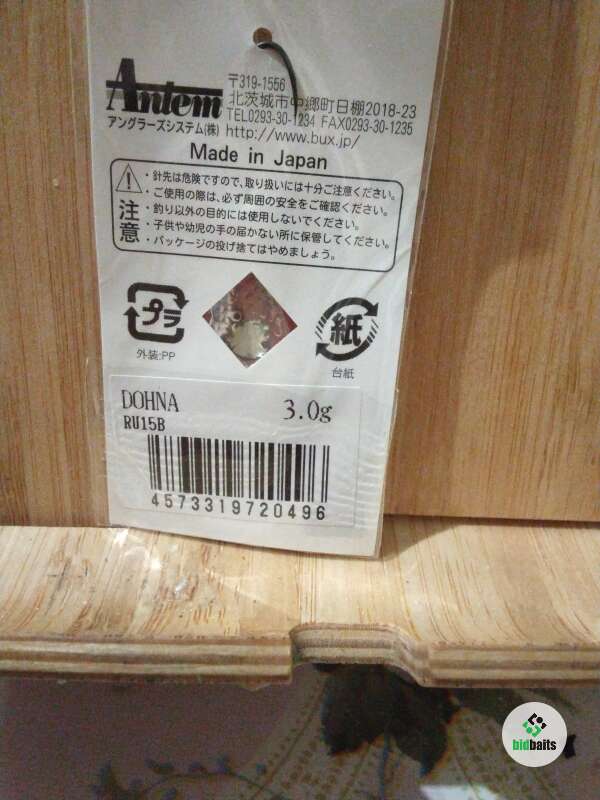 Antem
アングラーズシステム(株)
〒319-1556
北茨城市中郷町日棚2018-23
TEL0293-30-1234 FAX0293-30-1235
http://www.bux.jp/
Made in Japan
注意
・針先は危険ですので、取り扱いには十分ご注意ください。
・ご使用の際は、必ず周囲の安全をご確認ください。
・釣り以外の目的には使用しないでください。
・子供や幼児の手の届かない所に保管してください。
・パッケージの投げ捨てはやめましょう。
プラ
外装:PP
紙
台紙
DOHNA 3.0g
RU15B
4573319720496
bidbaits